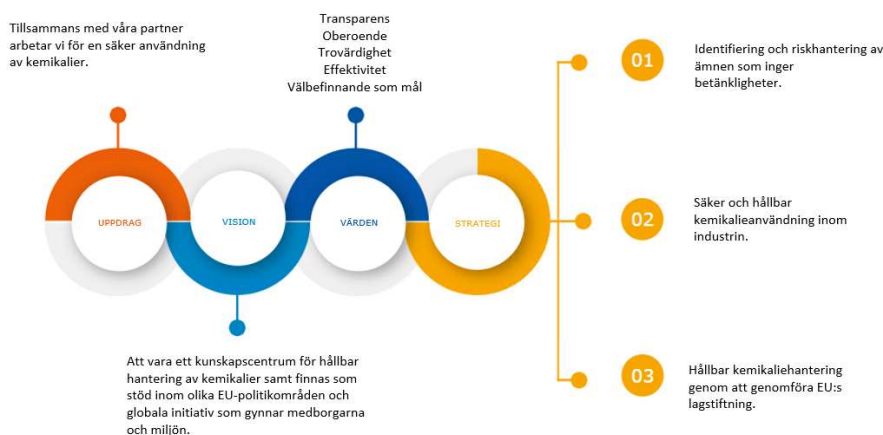 Tillsammans med våra partner
arbetar vi för en säker användning
av kemikalier.
Transparens
Oberoende
Trovärdighet
Effektivitet
Välbefinnande som mål
UPPDRAG
VISION
VÄRDEN
STRATEGI
Att vara ett kunskapscentrum för hållbar
hantering av kemikalier samt finnas som
stöd inom olika EU-politikområden och
globala initiativ som gynnar medborgarna
och miljön.
01
Identifiering och riskhantering av
ämnen som inger
betänkligheter.
02
Säker och hållbar
kemikalieanvändning inom
industrin.
03
Hållbar kemikaliehantering
genom att genomföra EU:s
lagstiftning.